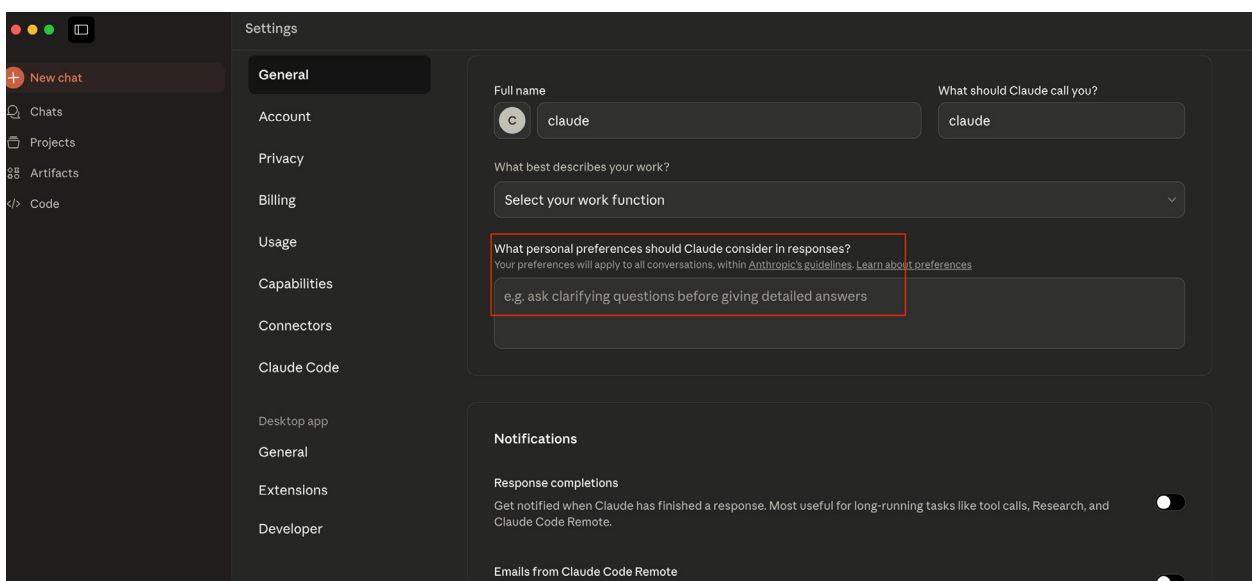 Settings
New chat
Chats
Projects
Artifacts
</> Code
General
Account
Privacy
Billing
Usage
Capabilities
Connectors
Claude Code
Desktop app
General
Extensions
Developer
Full name
What should Claude call you?
C
claude
claude
What best describes your work?
Select your work function
What personal preferences should Claude consider in responses?
Your preferences will apply to all conversations, within Anthropic's guidelines. Learn about preferences
e.g. ask clarifying questions before giving detailed answers
Notifications
Response completions
Get notified when Claude has finished a response. Most useful for long-running tasks like tool calls, Research, and
Claude Code Remote.
Emails from Claude Code Remote